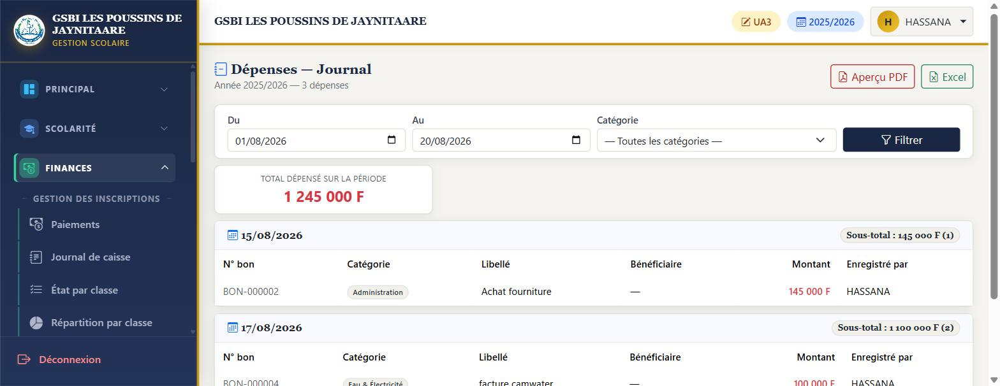 GSBI LES POUSSINS DE
JAYNITAARE
GESTION SCOLAIRE
PRINCIPAL
SCOLARITÉ
FINANCES
GESTION DES INSCRIPTIONS
Paiements
Journal de caisse
État par classe
Répartition par classe
Déconnexion
GSBI LES POUSSINS DE JAYNITAARE
UA3
2025/2026
H HASSANA
Dépenses — Journal
Année 2025/2026 — 3 dépenses
Aperçu PDF
Excel
Du Au Catégorie
01/08/2026 20/08/2026 — Toutes les catégories — Filtrer
TOTAL DÉPENSÉ SUR LA PÉRIODE
1 245 000 F
15/08/2026 Sous-total : 145 000 F (1)
N° bon Catégorie Libellé Bénéficiaire Montant Enregistré par
BON-000002 Administration Achat fourniture — 145 000 F HASSANA
17/08/2026 Sous-total : 1 100 000 F (2)
N° bon Catégorie Libellé Bénéficiaire Montant Enregistré par
BON-000004 Eau & Électricité facture camwater — 100 000 F HASSANA